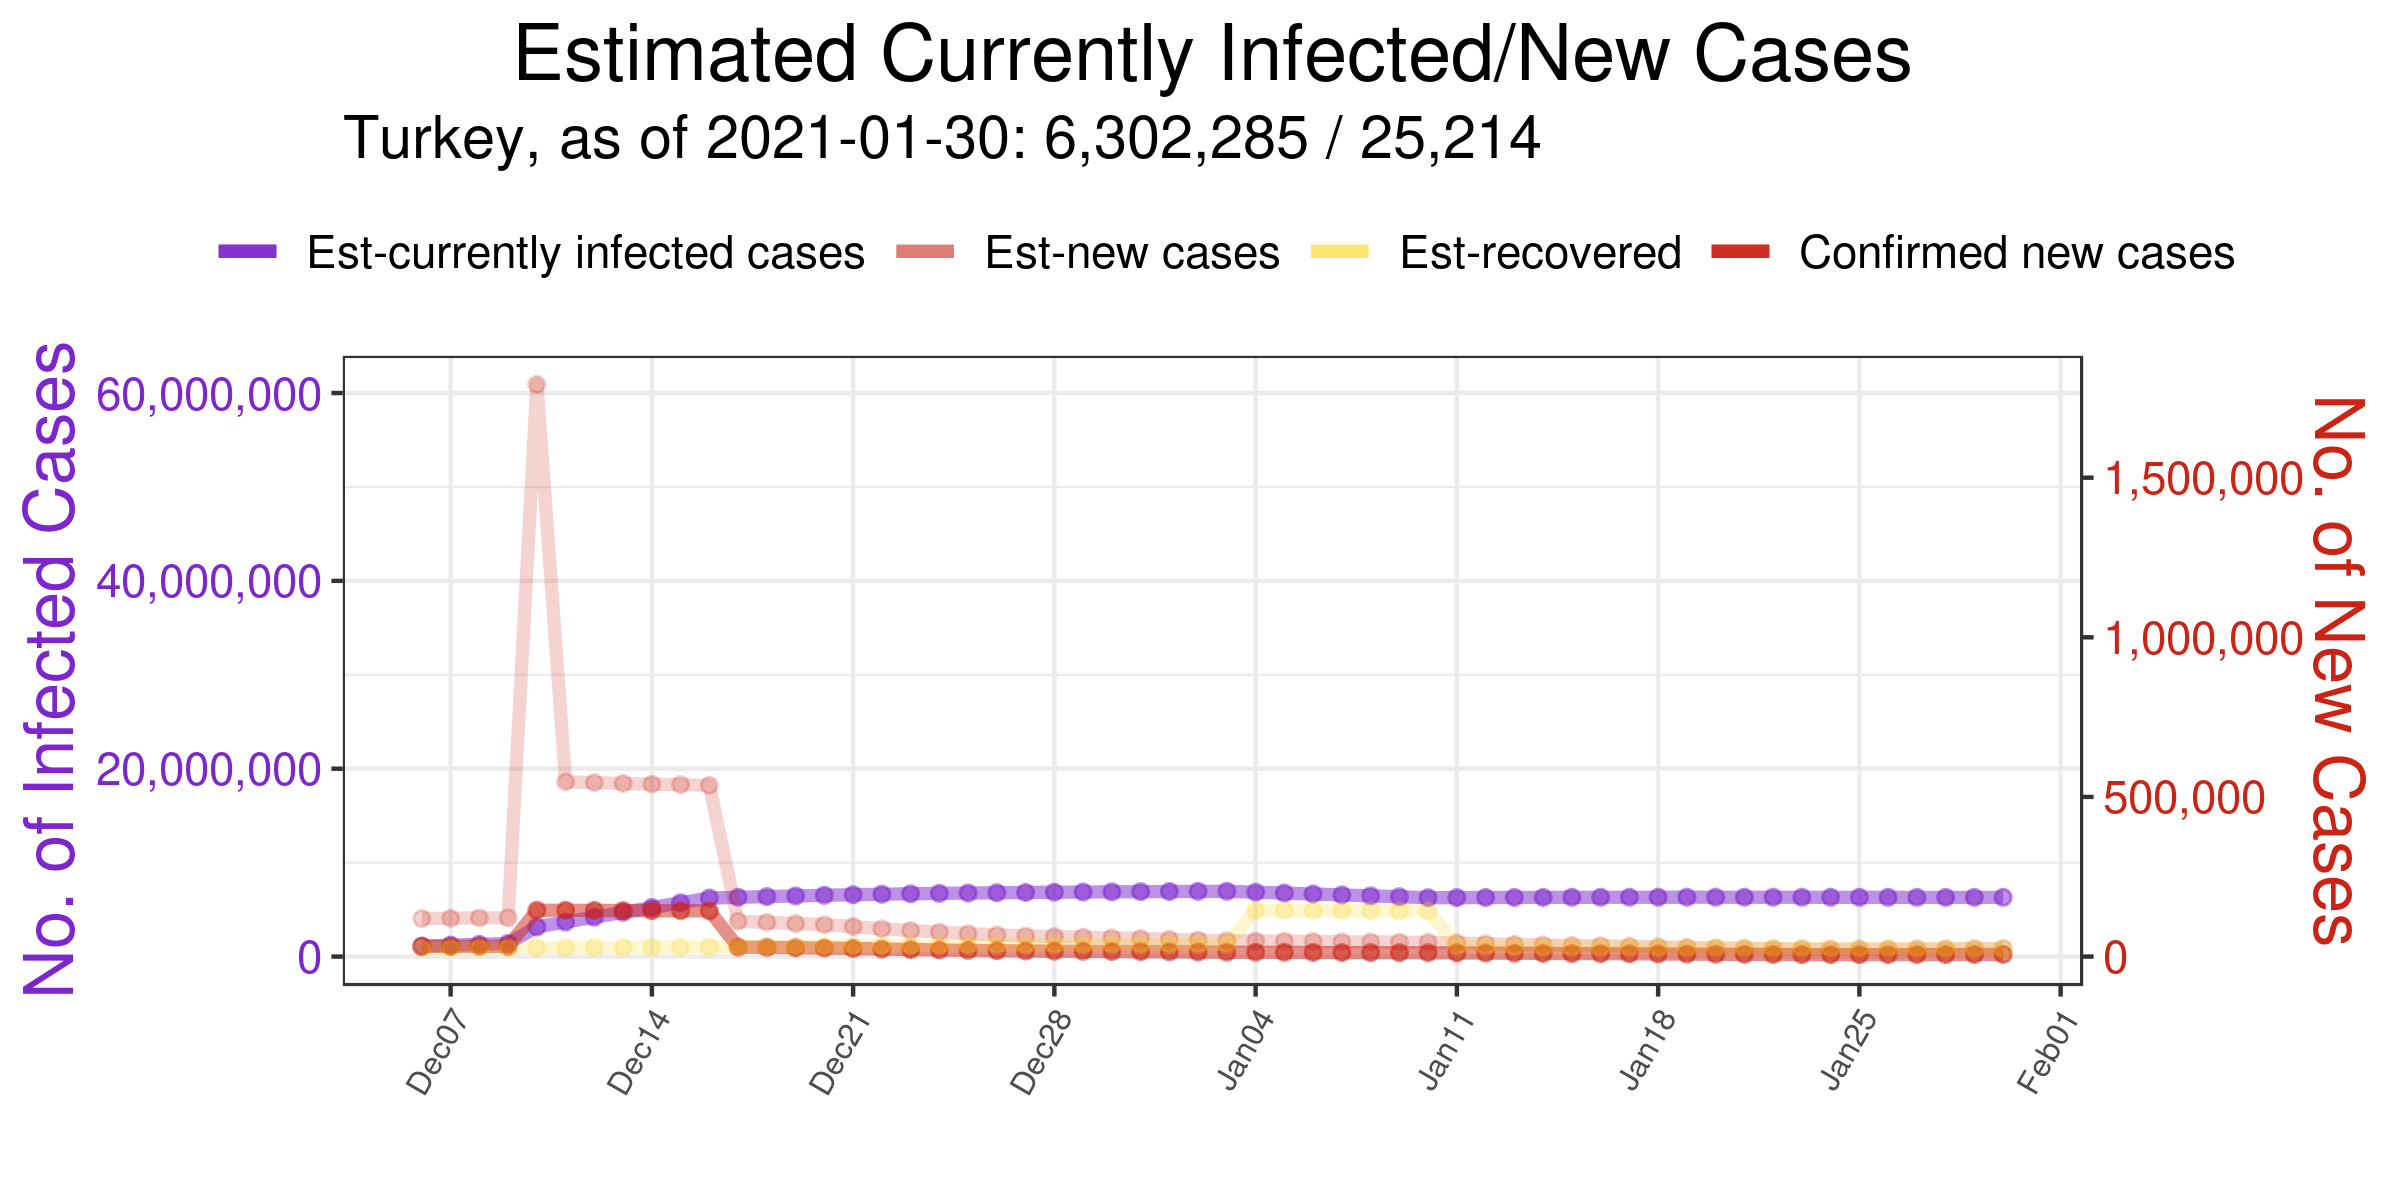 Estimated Currently Infected/New Cases
Turkey, as of 2021-01-30: 6,302,285 / 25,214
Est-currently infected cases Est-new cases Est-recovered Confirmed new cases
No. of Infected Cases
60,000,000
40,000,000
20,000,000
0
1,500,000
1,000,000
500,000
0
No. of New Cases
Dec07 Dec14 Dec21 Dec28 Jan04 Jan11 Jan18 Jan25 Feb01